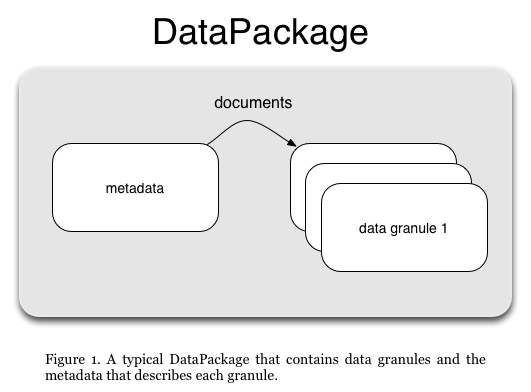 DataPackage
documents
metadata
data granule 1
Figure 1. A typical DataPackage that contains data granules and the
metadata that describes each granule.